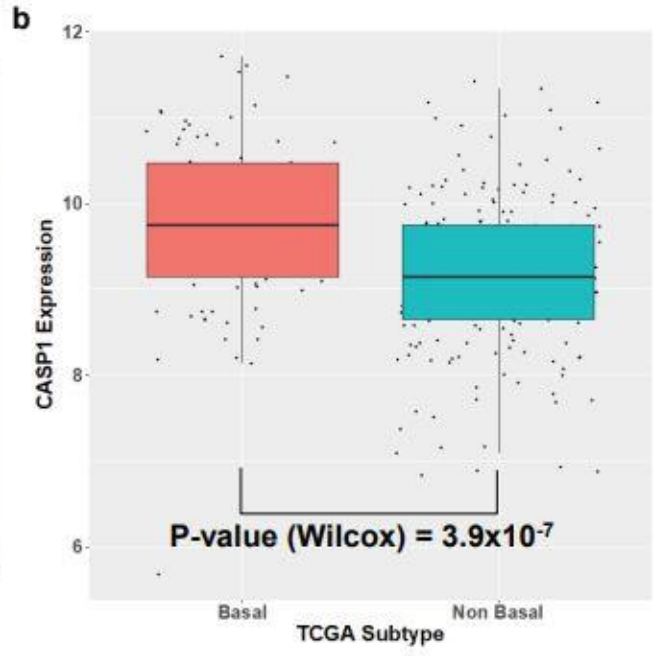 b
12
10
8
6
CASP1 Expression
P-value (Wilcox) = 3.9x10⁻⁷
Basal Non Basal
TCGA Subtype